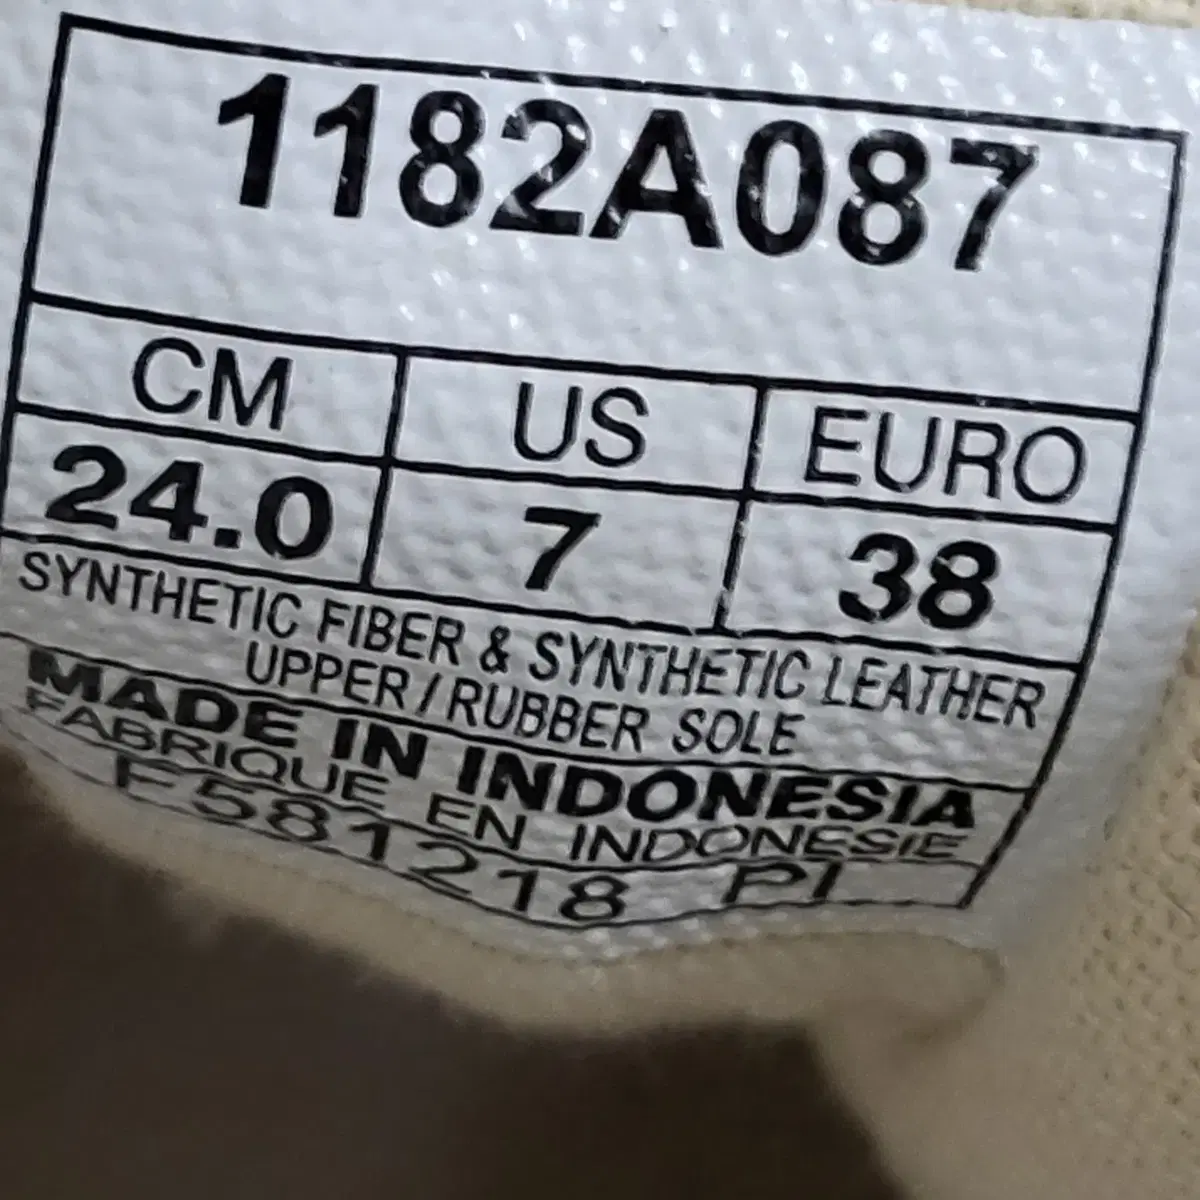 1182A087
CM US EURO
24.0 7 38
SYNTHETIC FIBER & SYNTHETIC LEATHER
UPPER / RUBBER SOLE
MADE IN INDONESIA
FABRIQUE EN INDONESIE
F581218 PI